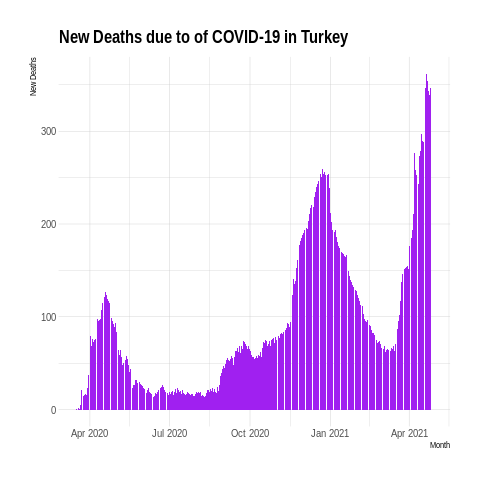 New Deaths due to of COVID-19 in Turkey
New Deaths
300
200
100
0
Apr 2020 Jul 2020 Oct 2020 Jan 2021 Apr 2021
Month